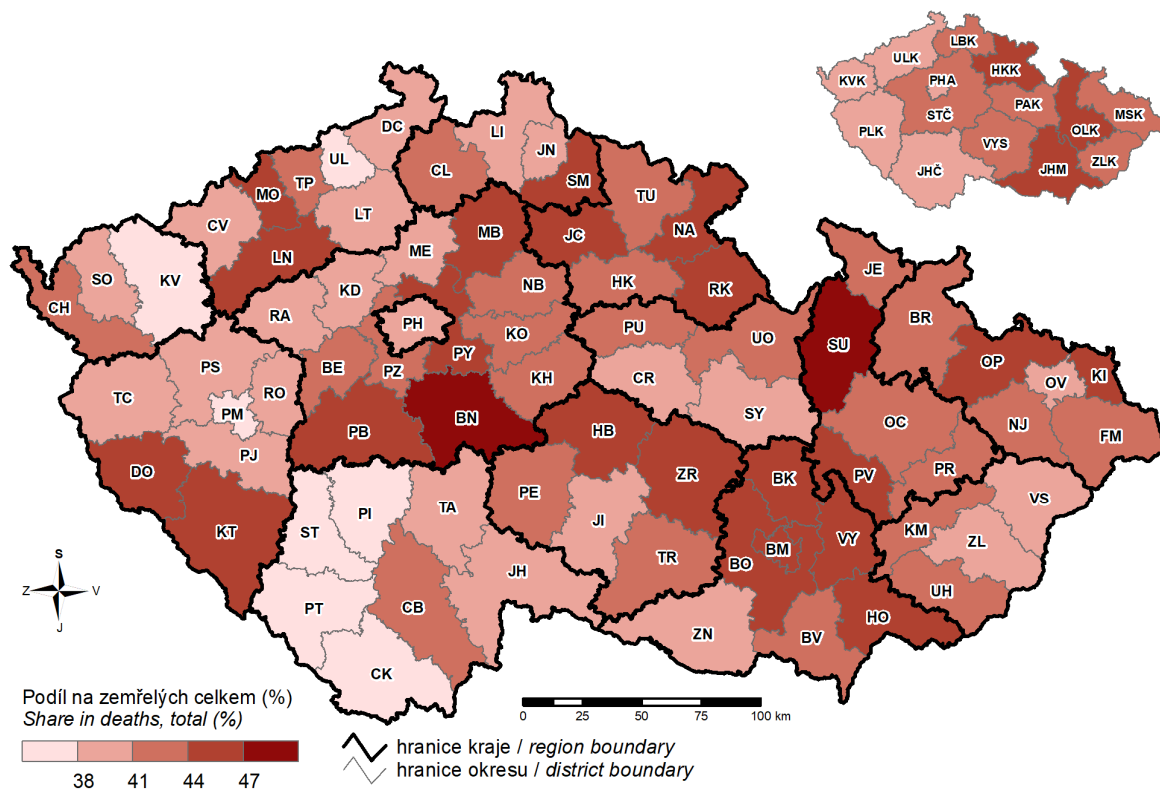 LBK
ULK
HKK
KVK
PHA
PAK
STČ
MSK
PLK
OLK
VYS
ZLK
JHČ
JHM
DC
LI
JN
UL
CL
TP
SM
MO
TU
LT
CV
MB
JC
NA
ME
LN
SO
KV
JE
NB
HK
RK
KD
CH
RA
BR
PH
PU
KO
UO
SU
PY
OP
PS
BE
PZ
KI
CR
KH
OV
RO
TC
PM
SY
BN
OC
NJ
PB
HB
FM
PJ
PR
DO
ZR
PV
BK
PE
VS
TA
PI
JI
KT
ST
KM
VY
ZL
BM
TR
BO
JH
S
Z
V
J
UH
PT
CB
HO
ZN
BV
CK
Podíl na zemřelých celkem (%)
Share in deaths, total (%)
38 41 44 47
0 25 50 75 100 km
hranice kraje / region boundary
hranice okresu / district boundary